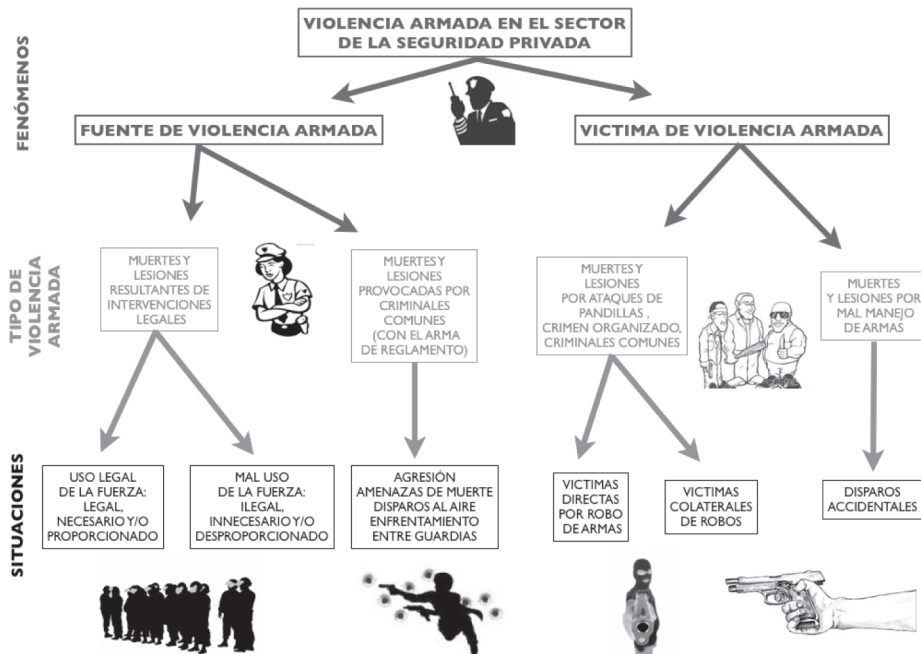 VIOLENCIA ARMADA EN EL SECTOR
DE LA SEGURIDAD PRIVADA
FENÓMENOS
FUENTE DE VIOLENCIA ARMADA
VICTIMA DE VIOLENCIA ARMADA
TIPO DE
VIOLENCIA
ARMADA
MUERTES Y
LESIONES
RESULTANTES DE
INTERVENCIONES
LEGALES
MUERTES Y
LESIONES
PROVOCADAS POR
CRIMINALES
COMUNES
(CON EL ARMA
DE REGLAMENTO)
MUERTES Y
LESIONES
POR ATAQUES DE
PANDILLAS ,
CRIMEN ORGANIZADO,
CRIMINALES COMUNES
MUERTES
Y LESIONES POR
MAL MANEJO
DE ARMAS
SITUACIONES
USO LEGAL
DE LA FUERZA:
LEGAL,
NECESARIO Y/O
PROPORCIONADO
MAL USO
DE LA FUERZA:
ILEGAL,
INNECESARIO Y/O
DESPROPORCIONADO
AGRESIÓN
AMENAZAS DE MUERTE
DISPAROS AL AIRE
ENFRENTAMIENTO
ENTRE GUARDIAS
VICTIMAS
DIRECTAS
POR ROBO
DE ARMAS
VICTIMAS
COLATERALES
DE ROBOS
DISPAROS
ACCIDENTALES